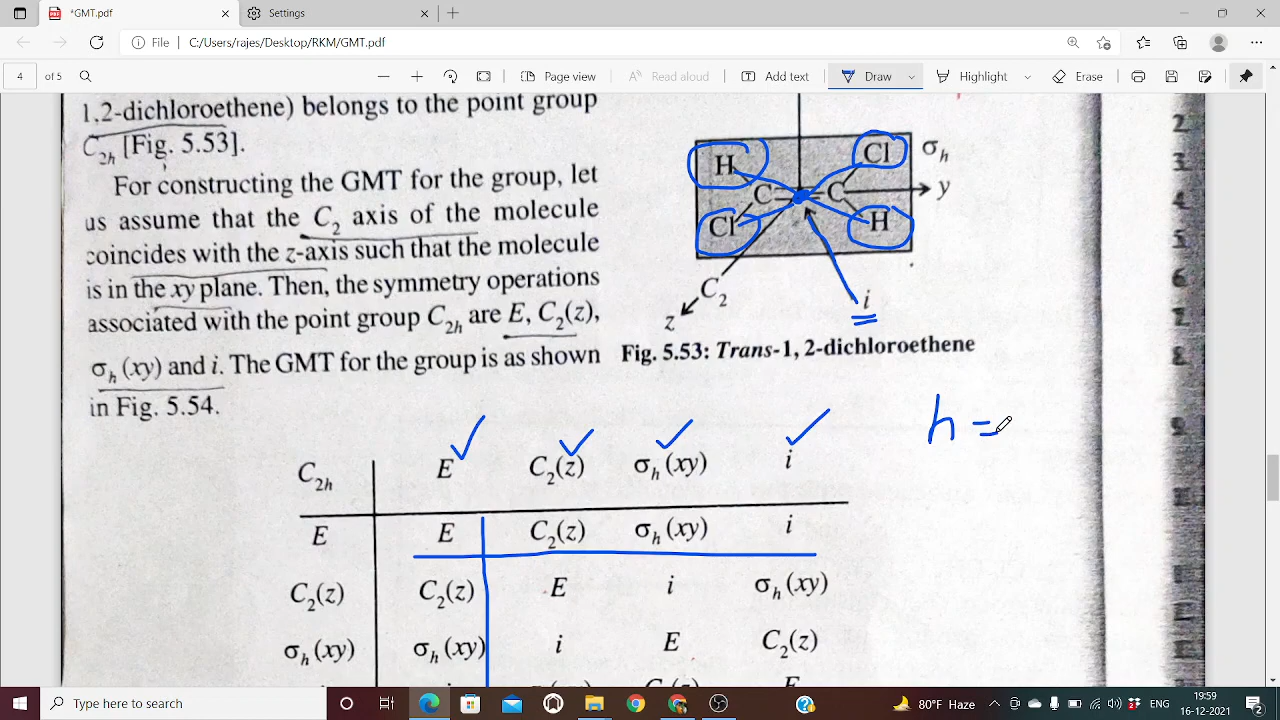 *GMT.pdf
Settings
File
C:/Users/rajes/Desktop/RKM/GMT.pdf
4 of 5
Page view
Read aloud
Add text
Draw
Highlight
Erase
1,2-dichloroethene) belongs to the point group
C2h [Fig. 5.53].
For constructing the GMT for the group, let
us assume that the C2 axis of the molecule
coincides with the z-axis such that the molecule
is in the xy plane. Then, the symmetry operations
associated with the point group C2h are E, C2(z),
σh (xy) and i. The GMT for the group is as shown
in Fig. 5.54.
H Cl σh
C C y
Cl H
C2 i
z
Fig. 5.53: Trans-1, 2-dichloroethene
h =
C2h E C2(z) σh (xy) i
E E C2(z) σh (xy) i
C2(z) C2(z) E i σh (xy)
σh (xy) σh (xy) i E C2(z)
2
3
4
5
6
8
Type here to search
80°F Haze
ENG
19:59
16-12-2021